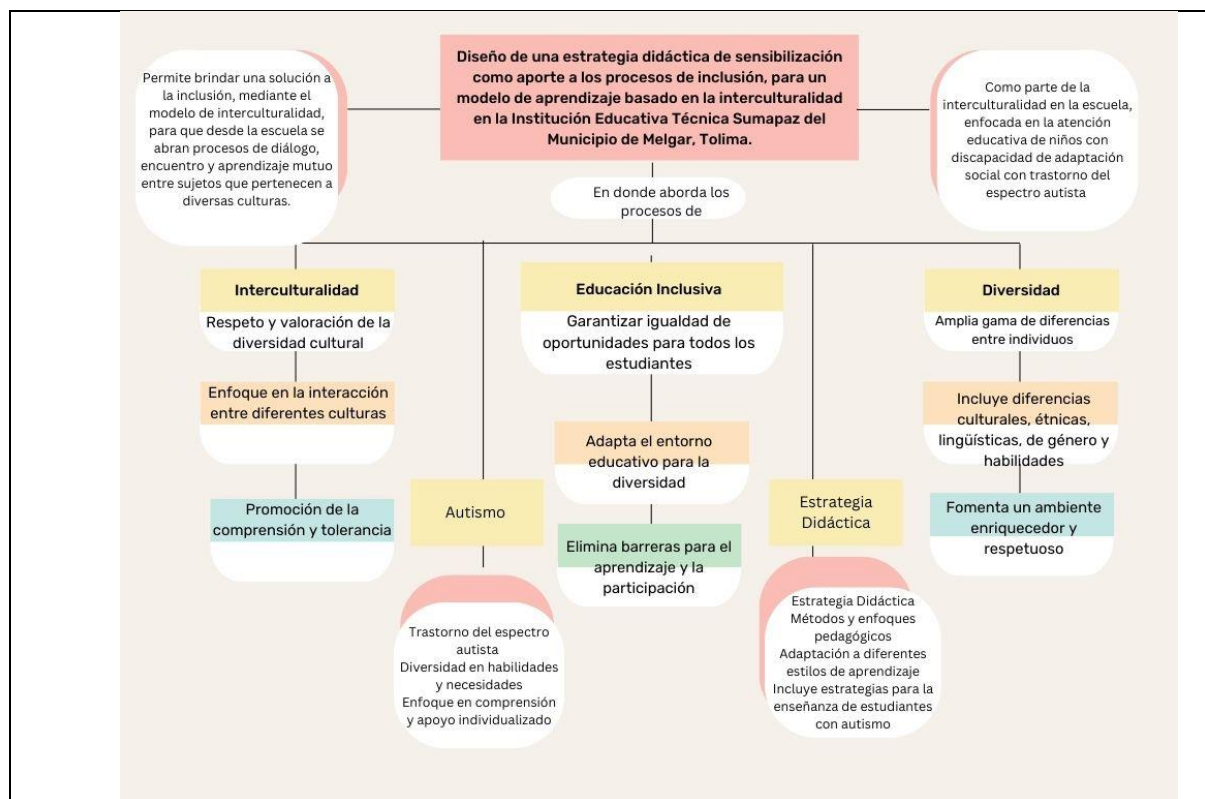 Diseño de una estrategia didáctica de sensibilización
como aporte a los procesos de inclusión, para un
modelo de aprendizaje basado en la interculturalidad
en la Institución Educativa Técnica Sumapaz del
Municipio de Melgar, Tolima.
Permite brindar una solución a
la inclusión, mediante el
modelo de interculturalidad,
para que desde la escuela se
abran procesos de diálogo,
encuentro y aprendizaje mutuo
entre sujetos que pertenecen a
diversas culturas.
Como parte de la
interculturalidad en la escuela,
enfocada en la atención
educativa de niños con
discapacidad de adaptación
social con trastorno del
espectro autista
En donde aborda los
procesos de
Interculturalidad
Respeto y valoración de la
diversidad cultural
Enfoque en la interacción
entre diferentes culturas
Promoción de la
comprensión y tolerancia
Autismo
Trastorno del espectro
autista
Diversidad en habilidades
y necesidades
Enfoque en comprensión
y apoyo individualizado
Educación Inclusiva
Garantizar igualdad de
oportunidades para todos los
estudiantes
Adapta el entorno
educativo para la
diversidad
Elimina barreras para el
aprendizaje y la
participación
Estrategia
Didáctica
Estrategia Didáctica
Métodos y enfoques
pedagógicos
Adaptación a diferentes
estilos de aprendizaje
Incluye estrategias para la
enseñanza de estudiantes
con autismo
Diversidad
Amplia gama de diferencias
entre individuos
Incluye diferencias
culturales, étnicas,
lingüísticas, de género y
habilidades
Fomenta un ambiente
enriquecedor y
respetuoso